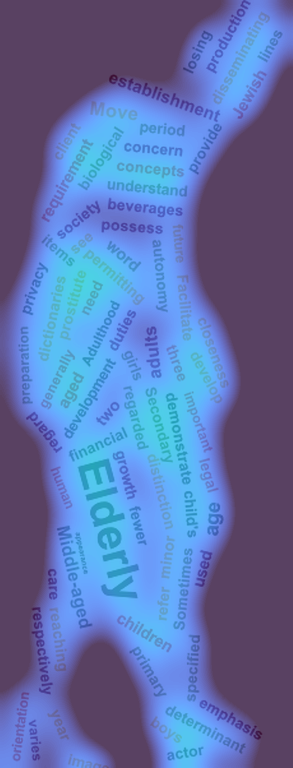 losing
production
disseminating
Jewish
lines
establishment
Move
period
provide
client
concern
biological
concepts
requirement
understand
society
beverages
possess
items
see
word
future
privacy
permitting
autonomy
dictionaries
prostitute
need
Facilitate
preparation
generally
aged
Adulthood
duties
adults
closeness
girls
three
develop
development
two
regarded
Secondary
demonstrate
important
regard
financial
legal
human
Elderly
growth
fewer
distinction
child's
age
Middle-aged
appearance
refer
minor
Sometimes
used
care
reaching
respectively
children
primary
specified
orientation
varies
year
emphasis
determinant
boys
actor